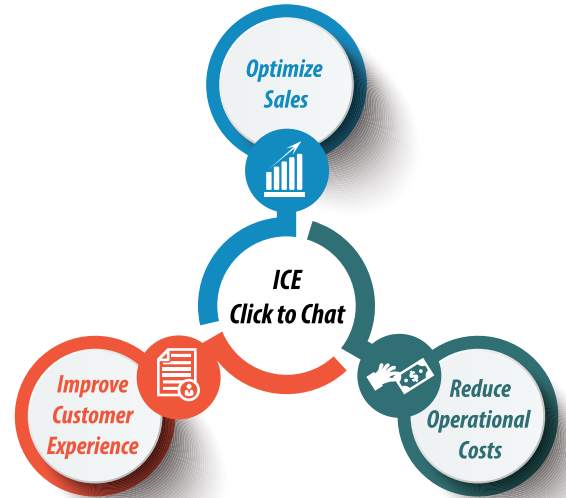 Optimize
Sales
ICE
Click to Chat
Improve
Customer
Experience
Reduce
Operational
Costs
$